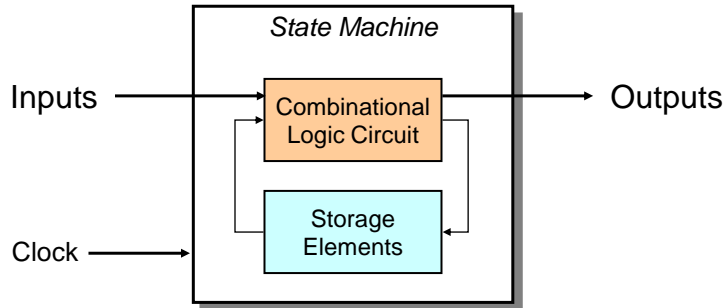 State Machine
Inputs
Combinational
Logic Circuit
Outputs
Storage
Elements
Clock